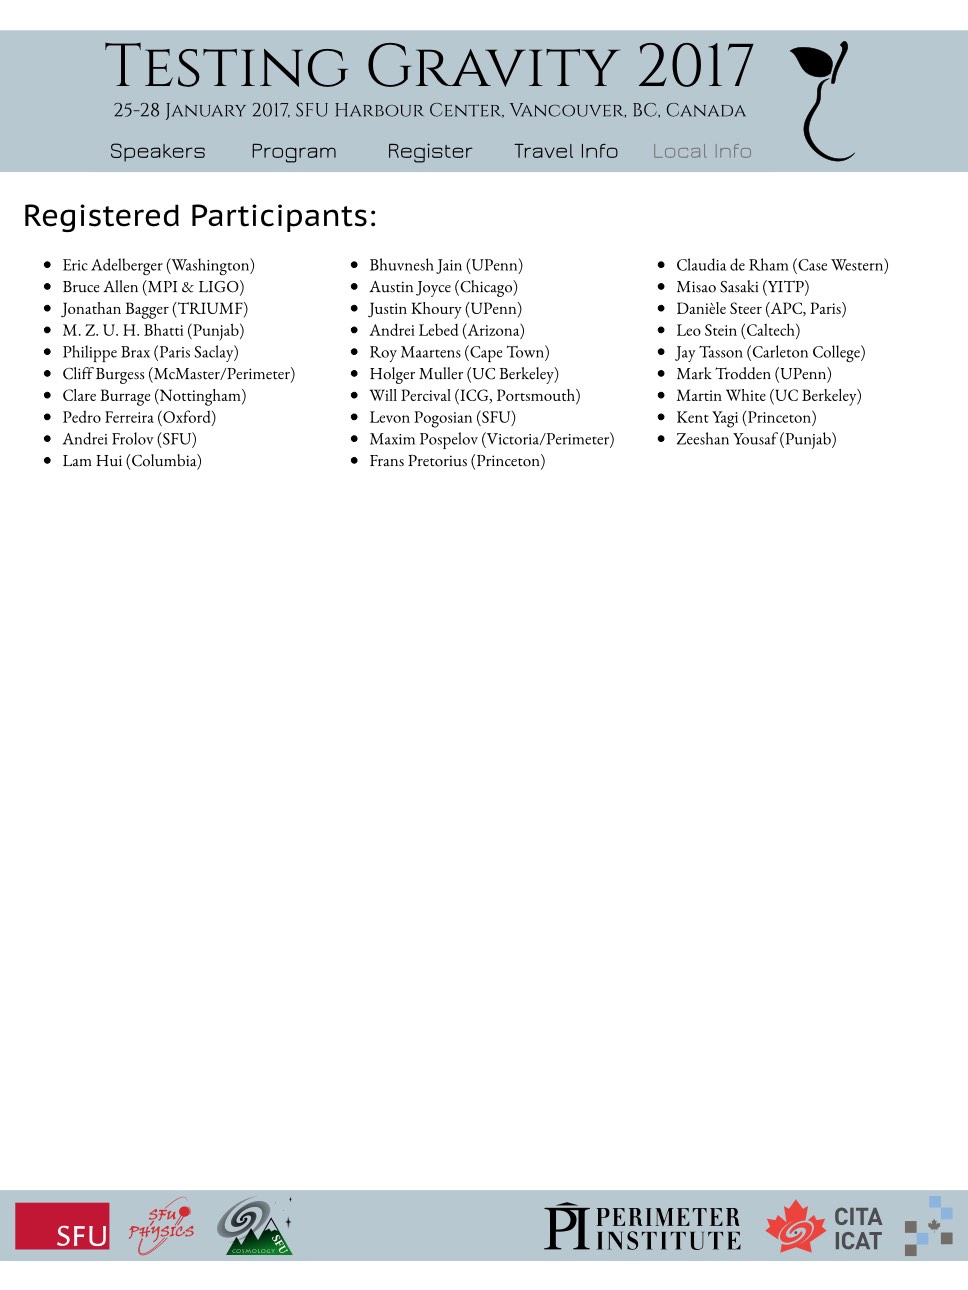 Testing Gravity 2017
25-28 January 2017, SFU Harbour Center, Vancouver, BC, Canada
Speakers Program Register Travel Info Local Info
Registered Participants:
Eric Adelberger (Washington)
Bruce Allen (MPI & LIGO)
Jonathan Bagger (TRIUMF)
M. Z. U. H. Bhatti (Punjab)
Philippe Brax (Paris Saclay)
Cliff Burgess (McMaster/Perimeter)
Clare Burrage (Nottingham)
Pedro Ferreira (Oxford)
Andrei Frolov (SFU)
Lam Hui (Columbia)
Bhuvnesh Jain (UPenn)
Austin Joyce (Chicago)
Justin Khoury (UPenn)
Andrei Lebed (Arizona)
Roy Maartens (Cape Town)
Holger Muller (UC Berkeley)
Will Percival (ICG, Portsmouth)
Levon Pogosian (SFU)
Maxim Pospelov (Victoria/Perimeter)
Frans Pretorius (Princeton)
Claudia de Rham (Case Western)
Misao Sasaki (YITP)
Danièle Steer (APC, Paris)
Leo Stein (Caltech)
Jay Tasson (Carleton College)
Mark Trodden (UPenn)
Martin White (UC Berkeley)
Kent Yagi (Princeton)
Zeeshan Yousaf (Punjab)
SFU
SFU
PHYSICS
COSMOLOGY
SFU
PI
PERIMETER
INSTITUTE
CITA
ICAT